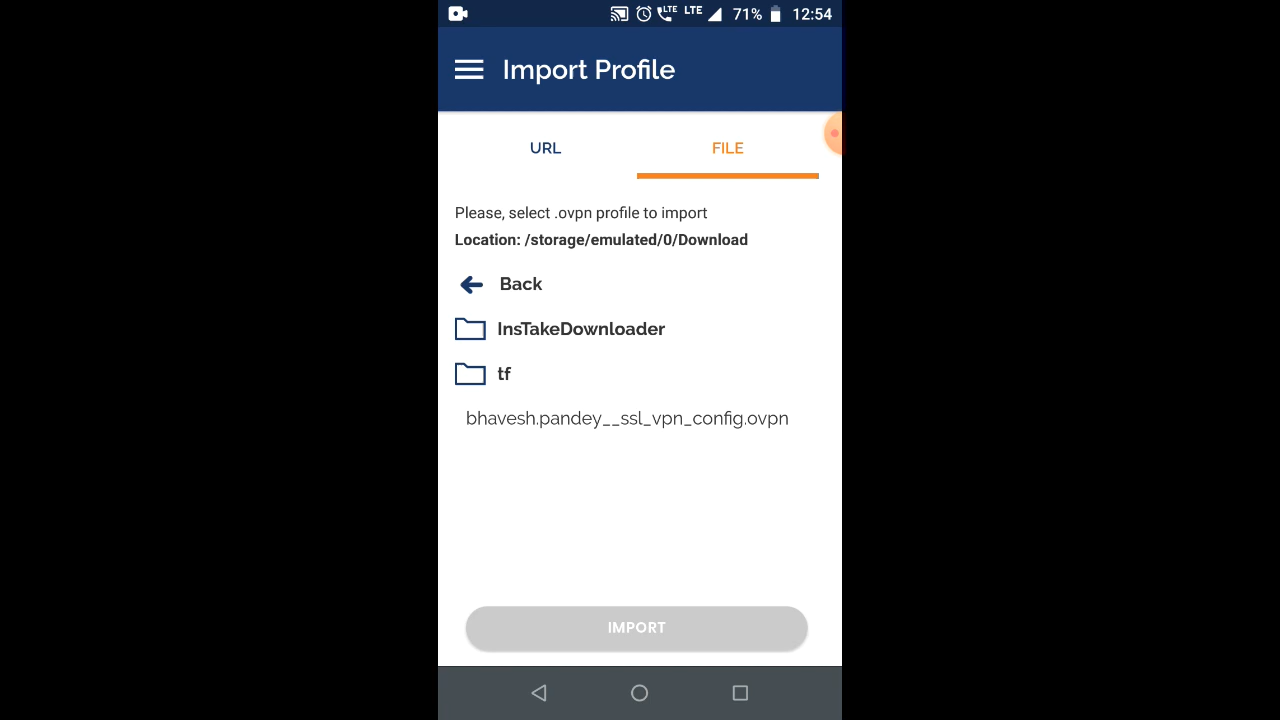 LTE LTE 71% 12:54
Import Profile
URL FILE
Please, select .ovpn profile to import
Location: /storage/emulated/0/Download
Back
InsTakeDownloader
tf
bhavesh.pandey__ssl_vpn_config.ovpn
IMPORT